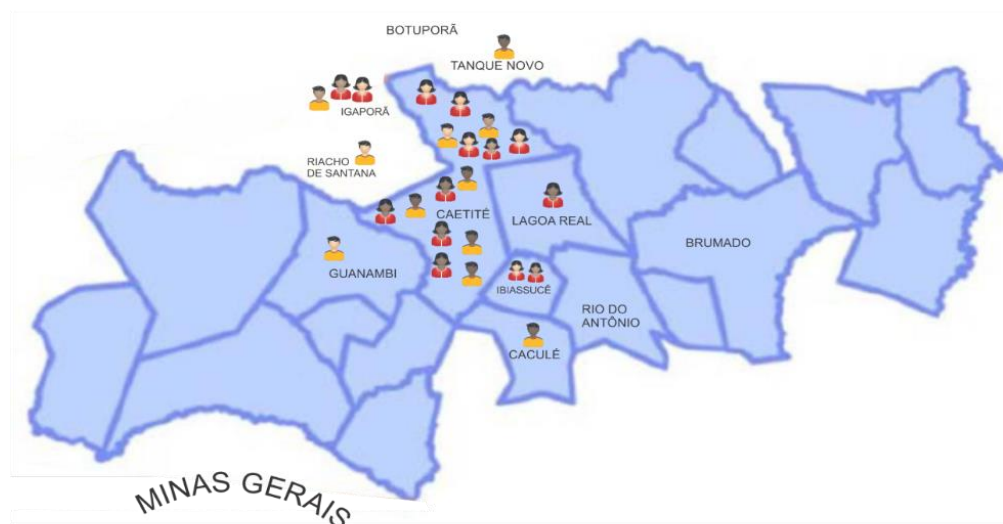 BOTUPORÃ
TANQUE NOVO
IGAPORÃ
RIACHO
DE SANTANA
CAETITÉ
LAGOA REAL
BRUMADO
GUANAMBI
IBIASSUCÊ
RIO DO
ANTÔNIO
CACULÉ
MINAS GERAIS